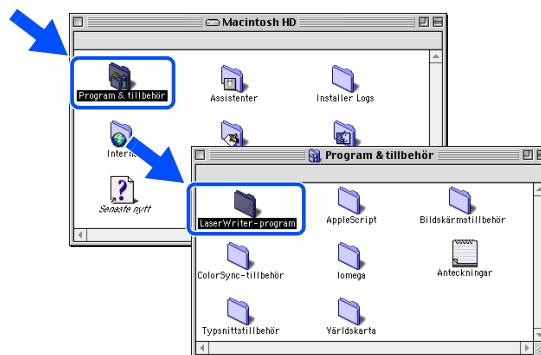 Macintosh HD
Program & tillbehör
Assistenter
Installer Logs
Senaste nytt
Program & tillbehör
LaserWriter-program
AppleScript
Bildskärmstillbehör
ColorSync-tillbehör
Iomega
Anteckningar
Typsnittstillbehör
Världskarta